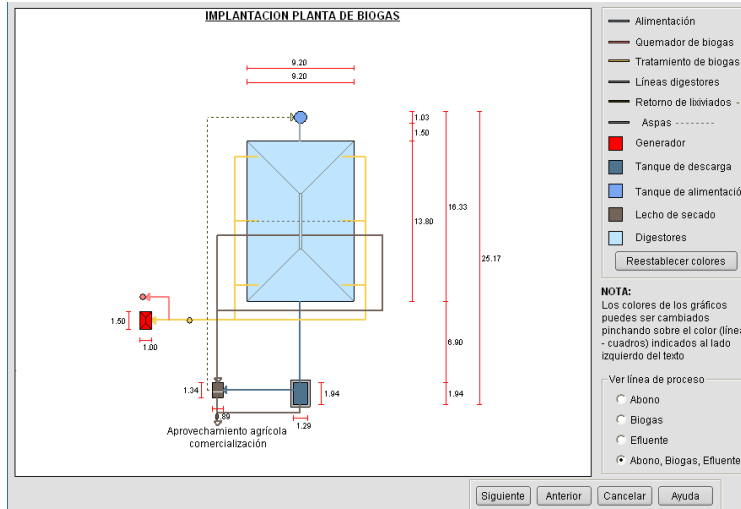 IMPLANTACION PLANTA DE BIOGAS
9.20
9.20
1.03
1.50
13.80
16.33
25.17
6.90
1.94
1.50
1.00
1.34
0.89
1.94
1.29
Aprovechamiento agrícola
comercialización
Alimentación
Quemador de biogas
Tratamiento de biogas
Líneas digestores
Retorno de lixiviados -
Aspas --------
Generador
Tanque de descarga
Tanque de alimentació
Lecho de secado
Digestores
Reestablecer colores
NOTA:
Los colores de los gráficos
puedes ser cambiados
pinchando sobre el color (línea
- cuadros) indicados al lado
izquierdo del texto
Ver línea de proceso
Abono
Biogas
Efluente
Abono, Biogas, Efluente
Siguiente
Anterior
Cancelar
Ayuda